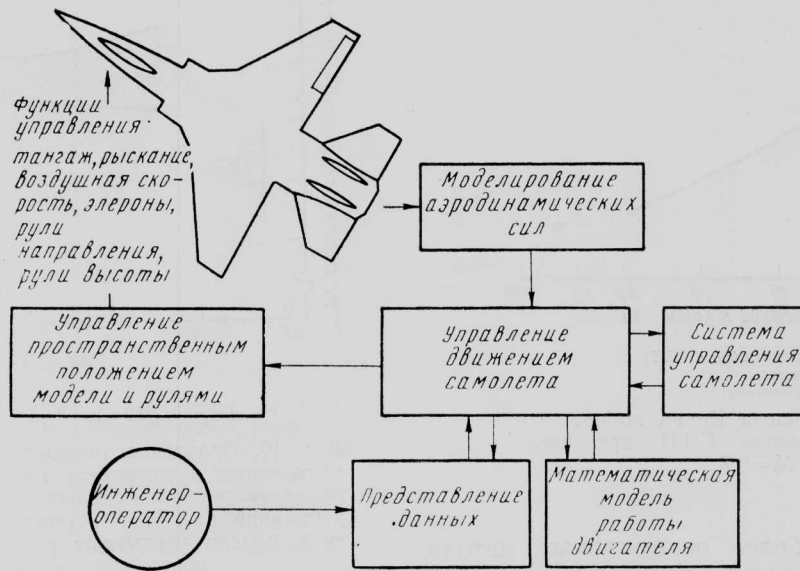 Функции
управления:
тангаж, рыскание,
воздушная ско-
рость, элероны,
рули
направления,
рули высоты
Моделирование
аэродинамических
сил
Управление
пространственным
положением
модели и рулями
Управление
движением
самолета
Система
управления
самолета
Инженер-
оператор
Представление
данных
Математическая
модель
работы
двигателя